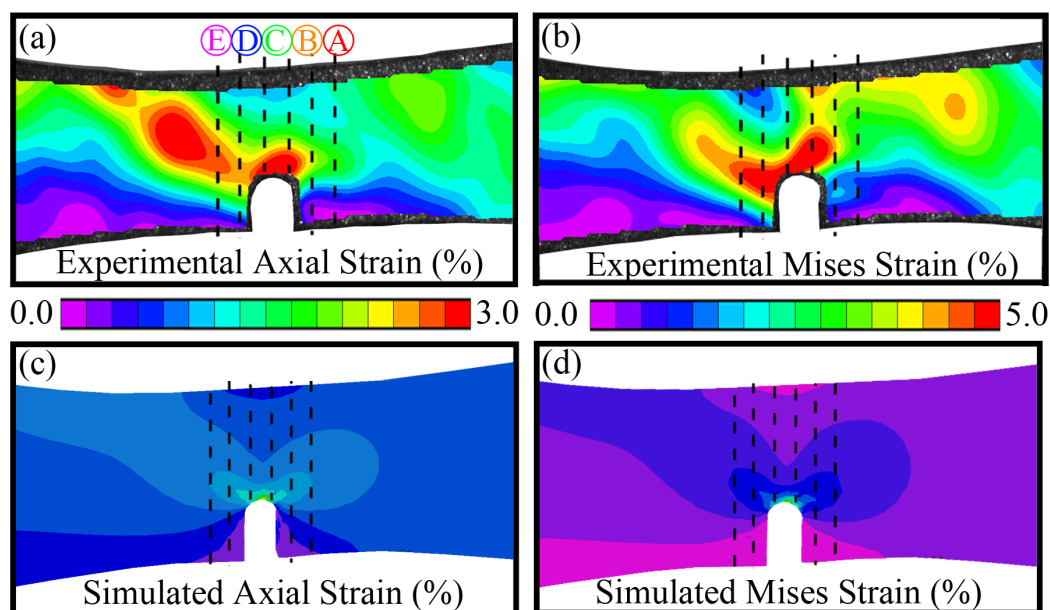 (a)
E D C B A
Experimental Axial Strain (%)
(b)
Experimental Mises Strain (%)
0.0 3.0
0.0 5.0
(c)
Simulated Axial Strain (%)
(d)
Simulated Mises Strain (%)